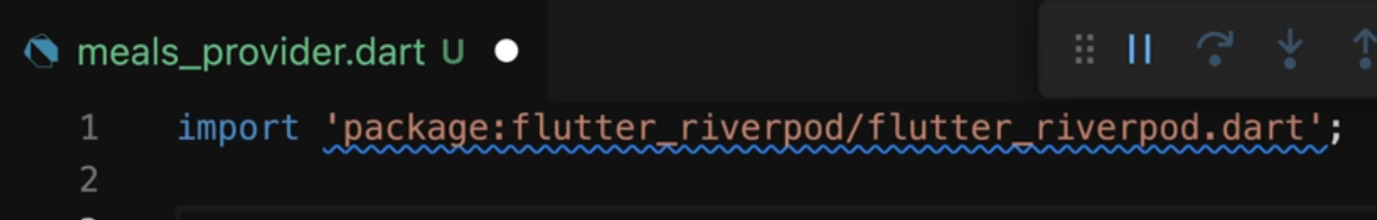 meals_provider.dart U
1 import 'package:flutter_riverpod/flutter_riverpod.dart';
2